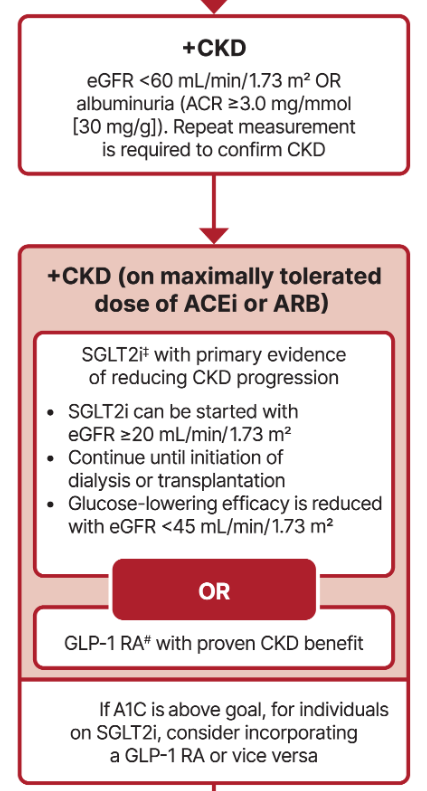 +CKD
eGFR <60 mL/min/1.73 m² OR
albuminuria (ACR ≥3.0 mg/mmol
[30 mg/g]). Repeat measurement
is required to confirm CKD
+CKD (on maximally tolerated
dose of ACEi or ARB)
SGLT2i‡ with primary evidence
of reducing CKD progression
• SGLT2i can be started with
eGFR ≥20 mL/min/1.73 m²
• Continue until initiation of
dialysis or transplantation
• Glucose-lowering efficacy is reduced
with eGFR <45 mL/min/1.73 m²
OR
GLP-1 RA# with proven CKD benefit
If A1C is above goal, for individuals
on SGLT2i, consider incorporating
a GLP-1 RA or vice versa